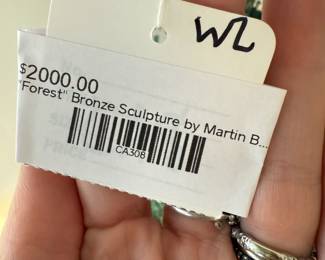 WL
$2000.00
"Forest" Bronze Sculpture by Martin B...
CA308